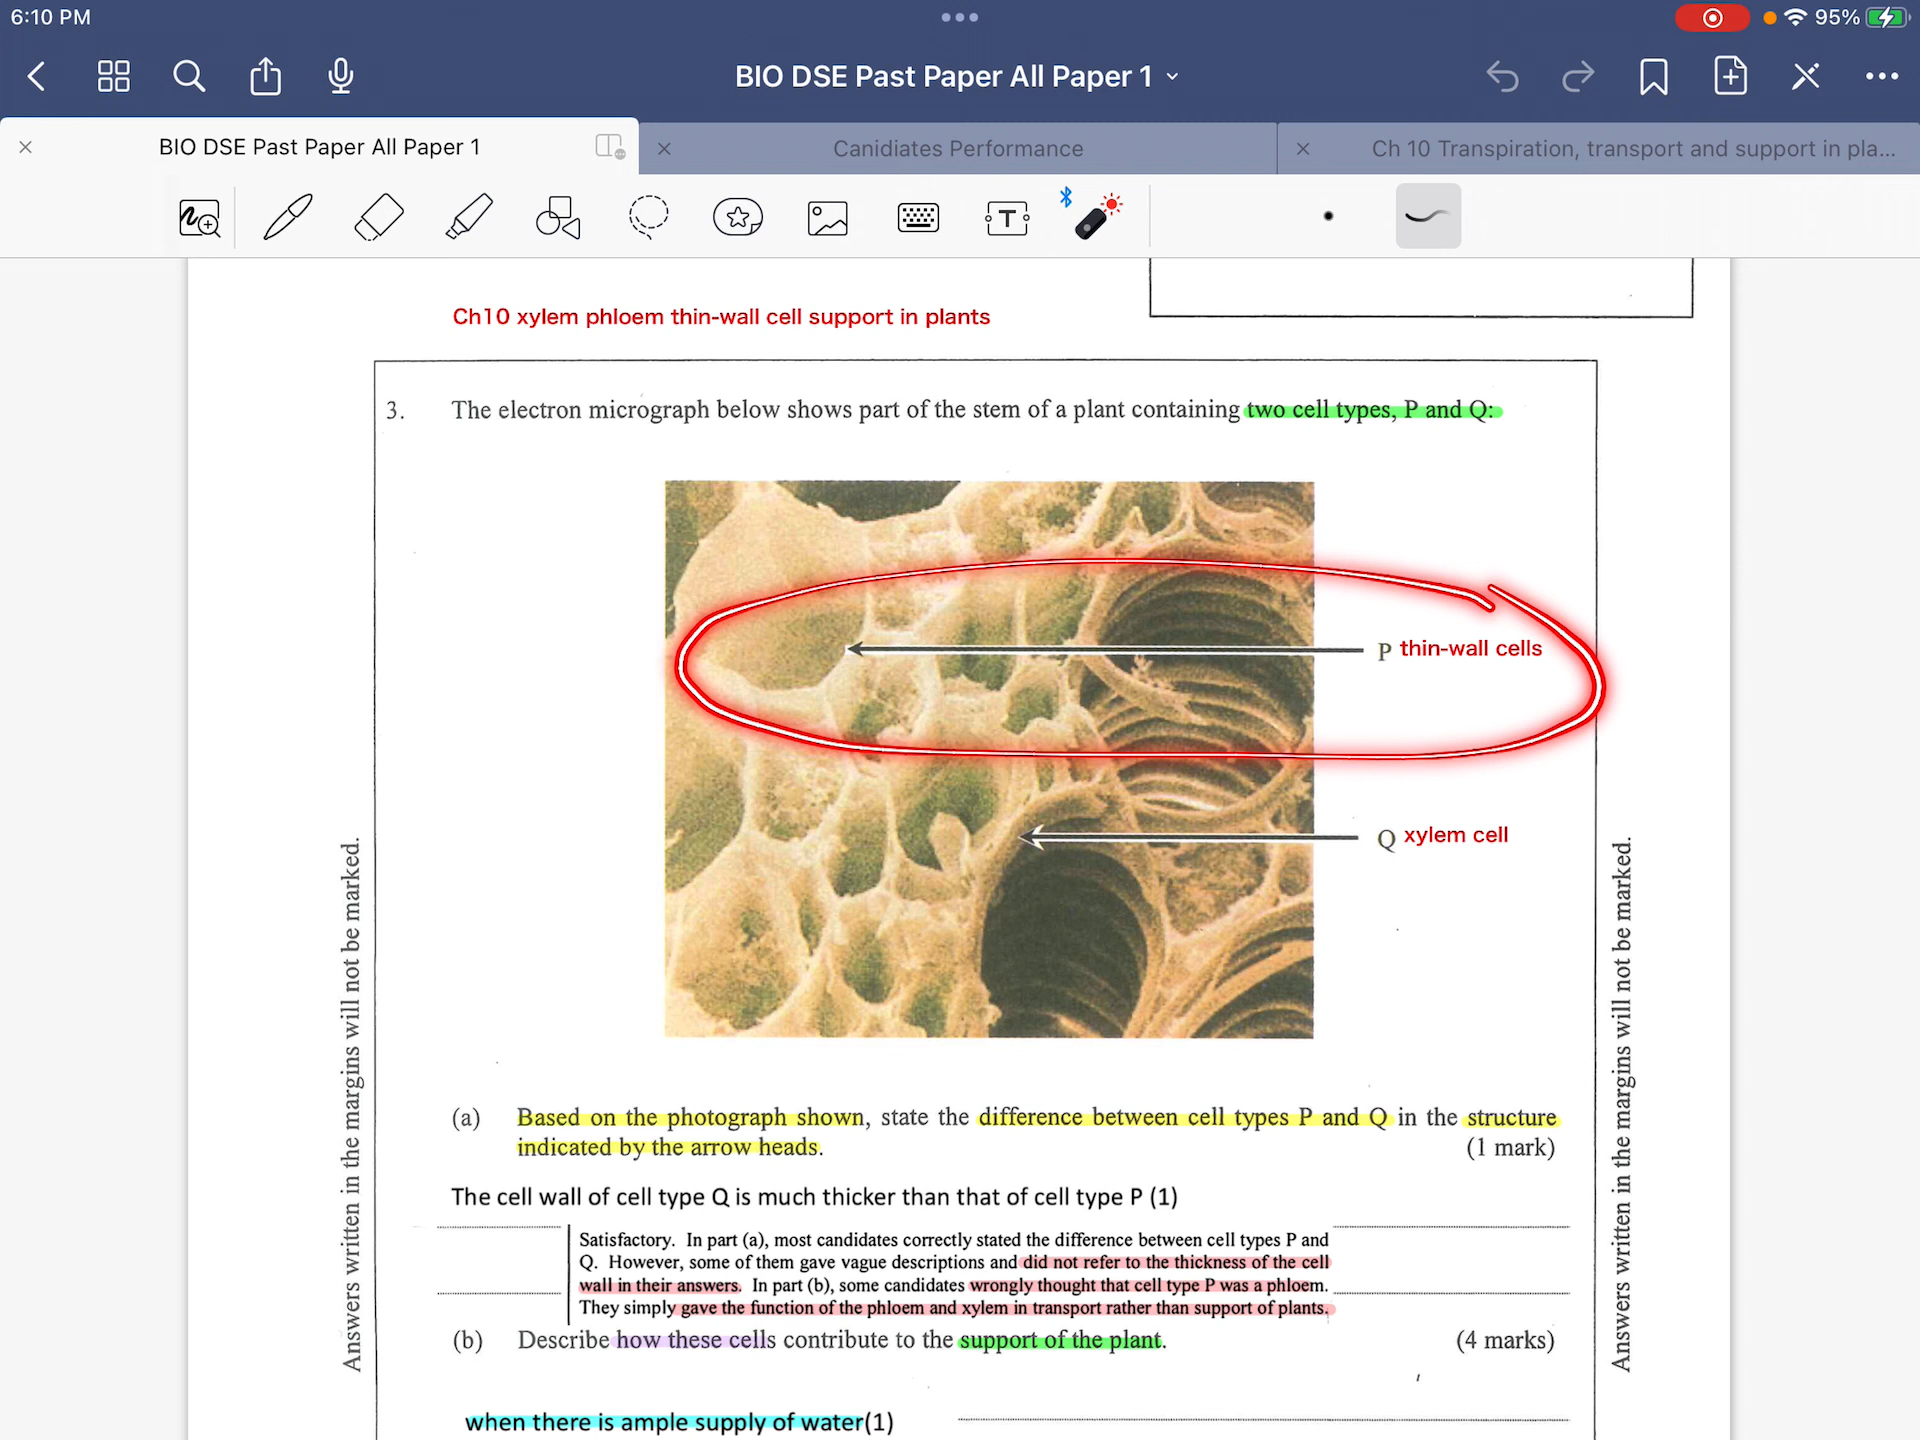 6:10 PM
95%
BIO DSE Past Paper All Paper 1
BIO DSE Past Paper All Paper 1
Canidiates Performance
Ch 10 Transpiration, transport and support in pla...
T
Ch10 xylem phloem thin-wall cell support in plants
3. The electron micrograph below shows part of the stem of a plant containing two cell types, P and Q:
P thin-wall cells
Q xylem cell
Answers written in the margins will not be marked.
Answers written in the margins will not be marked.
(a) Based on the photograph shown, state the difference between cell types P and Q in the structure
indicated by the arrow heads. (1 mark)
The cell wall of cell type Q is much thicker than that of cell type P (1)
Satisfactory. In part (a), most candidates correctly stated the difference between cell types P and
Q. However, some of them gave vague descriptions and did not refer to the thickness of the cell
wall in their answers. In part (b), some candidates wrongly thought that cell type P was a phloem.
They simply gave the function of the phloem and xylem in transport rather than support of plants.
(b) Describe how these cells contribute to the support of the plant. (4 marks)
when there is ample supply of water(1)